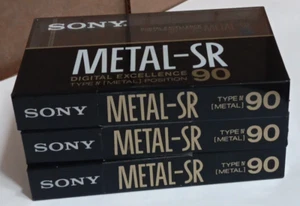 SONY
METAL-SR
DIGITAL EXCELLENCE 90
TYPE IV [METAL] POSITION
SONY METAL-SR TYPE IV [METAL] 90
SONY METAL-SR TYPE IV [METAL] 90
SONY METAL-SR TYPE IV [METAL] 90